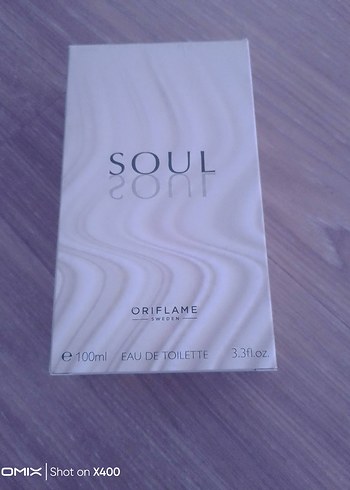 SOUL
ORIFLAME
SWEDEN
℮ 100ml EAU DE TOILETTE 3.3fl.oz.
OMIX | Shot on X400